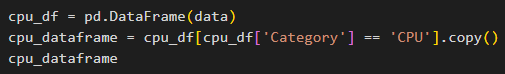 cpu_df = pd.DataFrame(data)
cpu_dataframe = cpu_df[cpu_df['Category'] == 'CPU'].copy()
cpu_dataframe